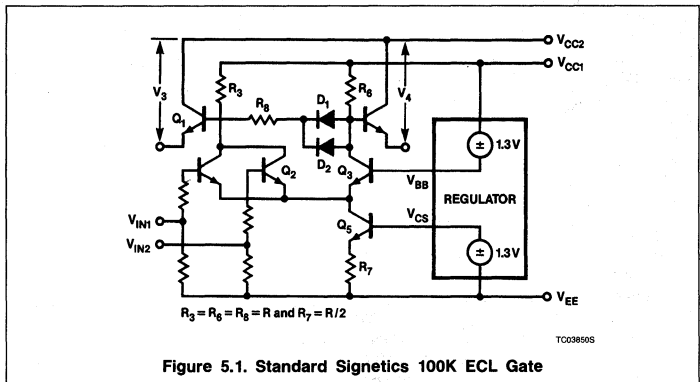 V_CC2
V_CC1
V_3
R_3
R_8
D_1
R_6
V_4
Q_1
D_2
± 1.3V
Q_2
Q_3
V_BB
REGULATOR
V_IN1
V_CS
Q_5
V_IN2
± 1.3V
R_7
V_EE
R_3 = R_6 = R_8 = R and R_7 = R/2
TC03850S
Figure 5.1. Standard Signetics 100K ECL Gate